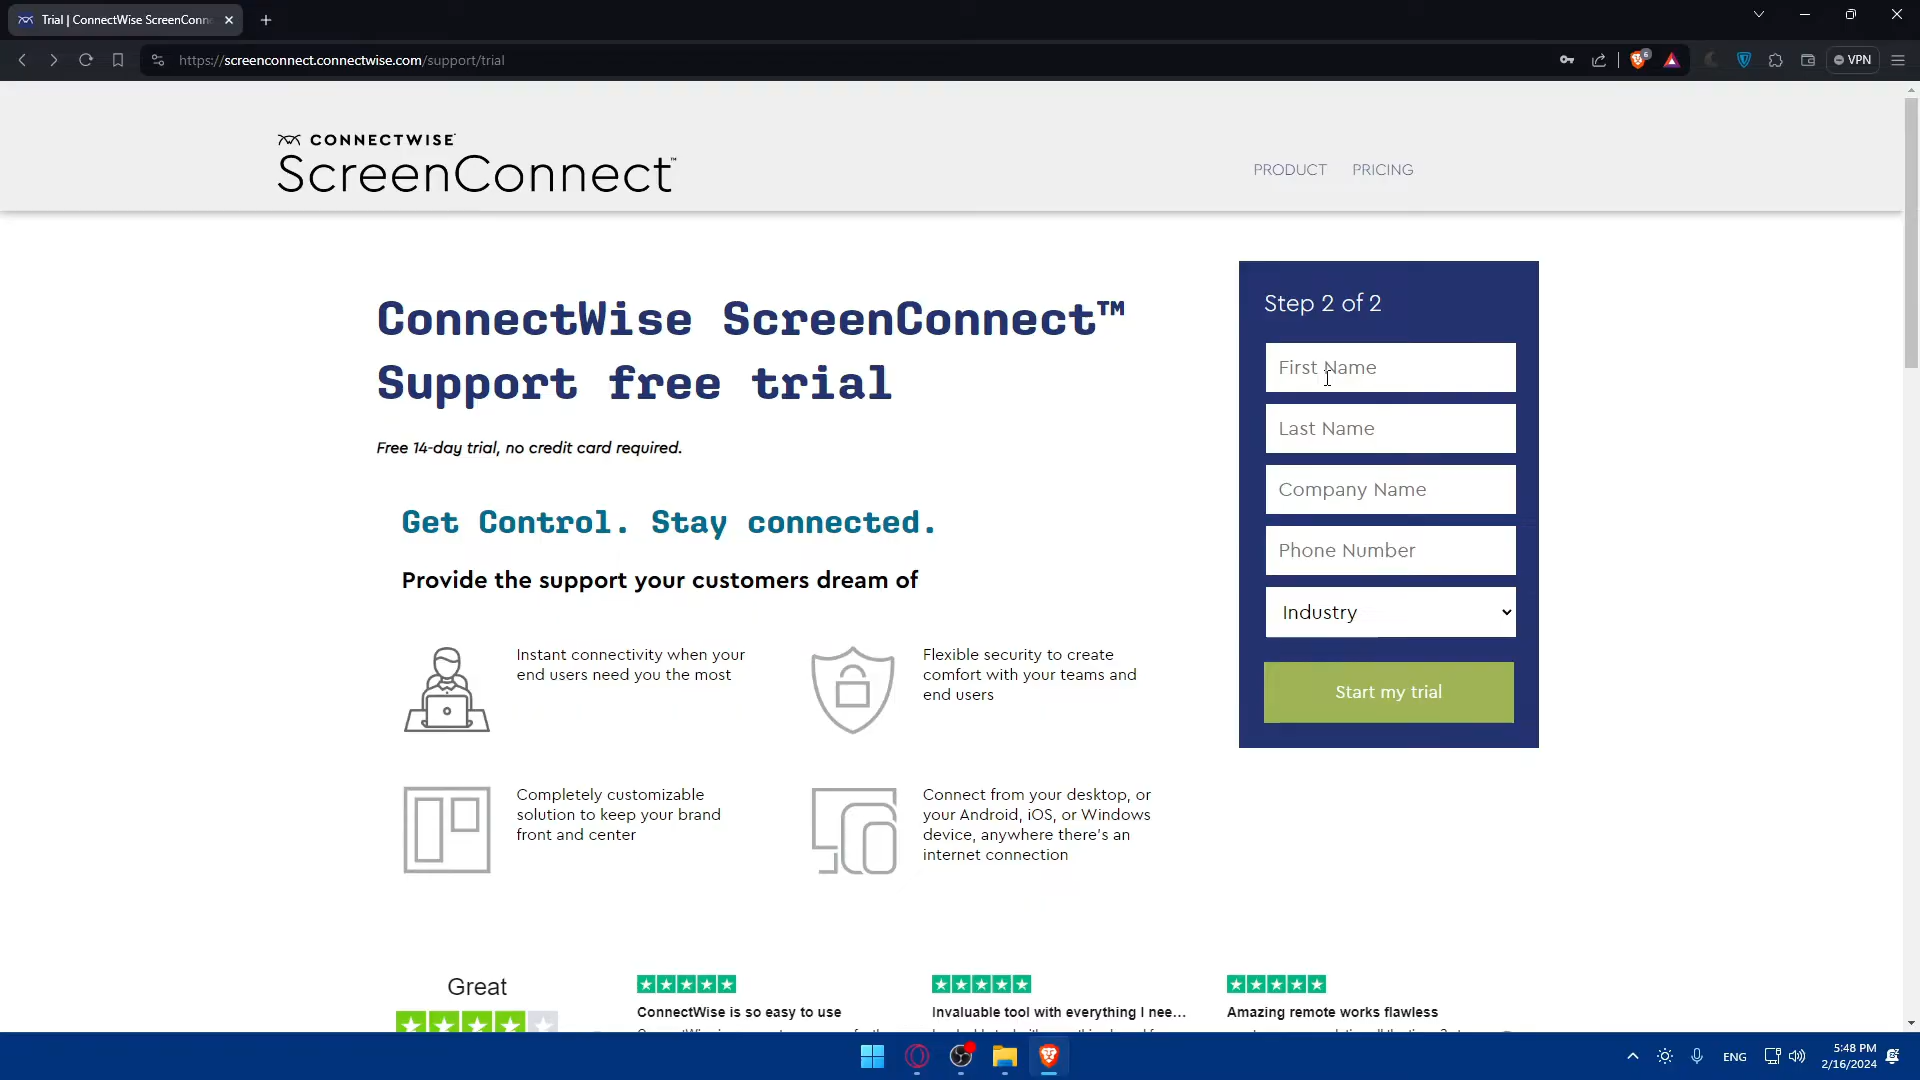 Trial | ConnectWise ScreenConn
https://screenconnect.connectwise.com/support/trial
6
VPN
CONNECTWISE
ScreenConnect™
PRODUCT
PRICING
ConnectWise ScreenConnect™
Support free trial
Free 14-day trial, no credit card required.
Get Control. Stay connected.
Provide the support your customers dream of
Instant connectivity when your
end users need you the most
Flexible security to create
comfort with your teams and
end users
Completely customizable
solution to keep your brand
front and center
Connect from your desktop, or
your Android, iOS, or Windows
device, anywhere there's an
internet connection
Step 2 of 2
First Name
Last Name
Company Name
Phone Number
Industry
Start my trial
Great
ConnectWise is so easy to use
Invaluable tool with everything I nee...
Amazing remote works flawless
ENG
5:48 PM
2/16/2024